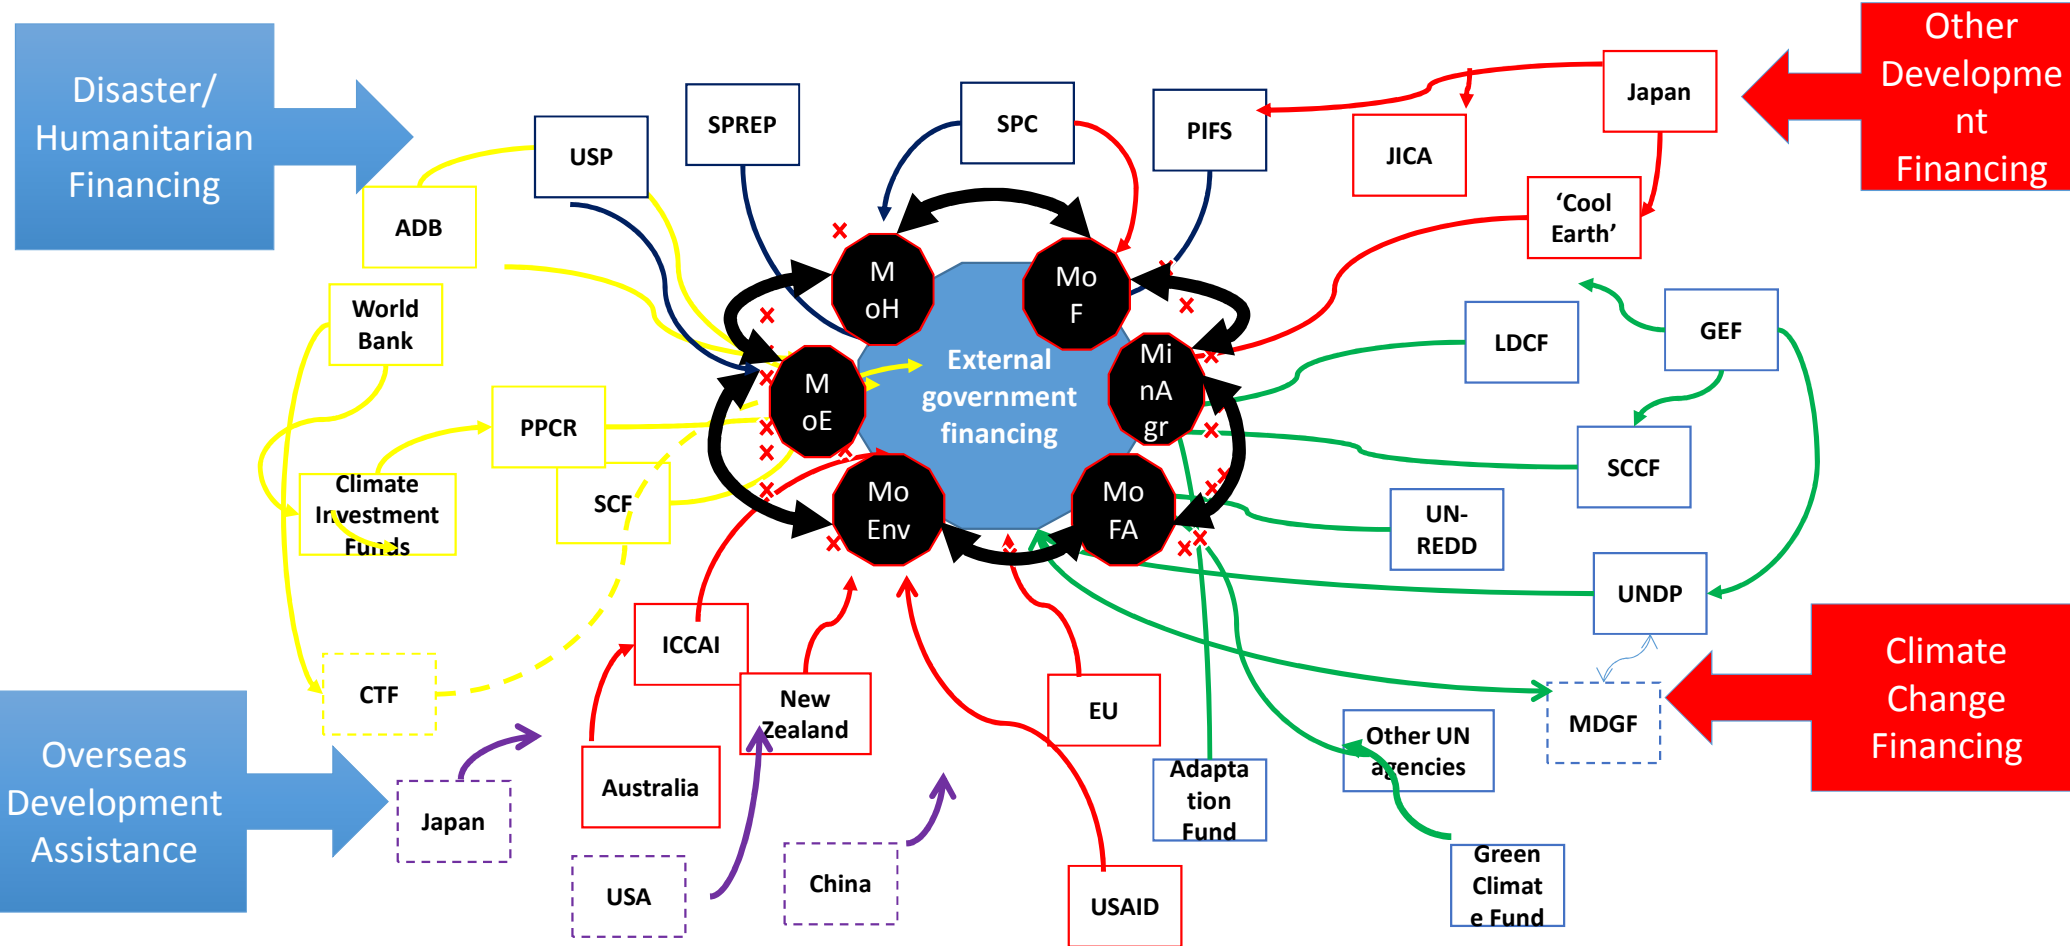 Disaster/
Humanitarian
Financing
Other
Developme
nt
Financing
SPREP
SPC
PIFS
Japan
JICA
USP
ADB
‘Cool
Earth’
M
oH
Mo
F
World
Bank
LDCF
GEF
External
government
financing
M
oE
Mi
nA
gr
PPCR
SCF
SCCF
Climate
Investment
Funds
Mo
Env
Mo
FA
UN-
REDD
UNDP
ICCAI
CTF
New
Zealand
EU
MDGF
Climate
Change
Financing
Other UN
agencies
Adapta
tion
Fund
Overseas
Development
Assistance
Japan
Australia
USA
China
USAID
Green
Climat
e Fund